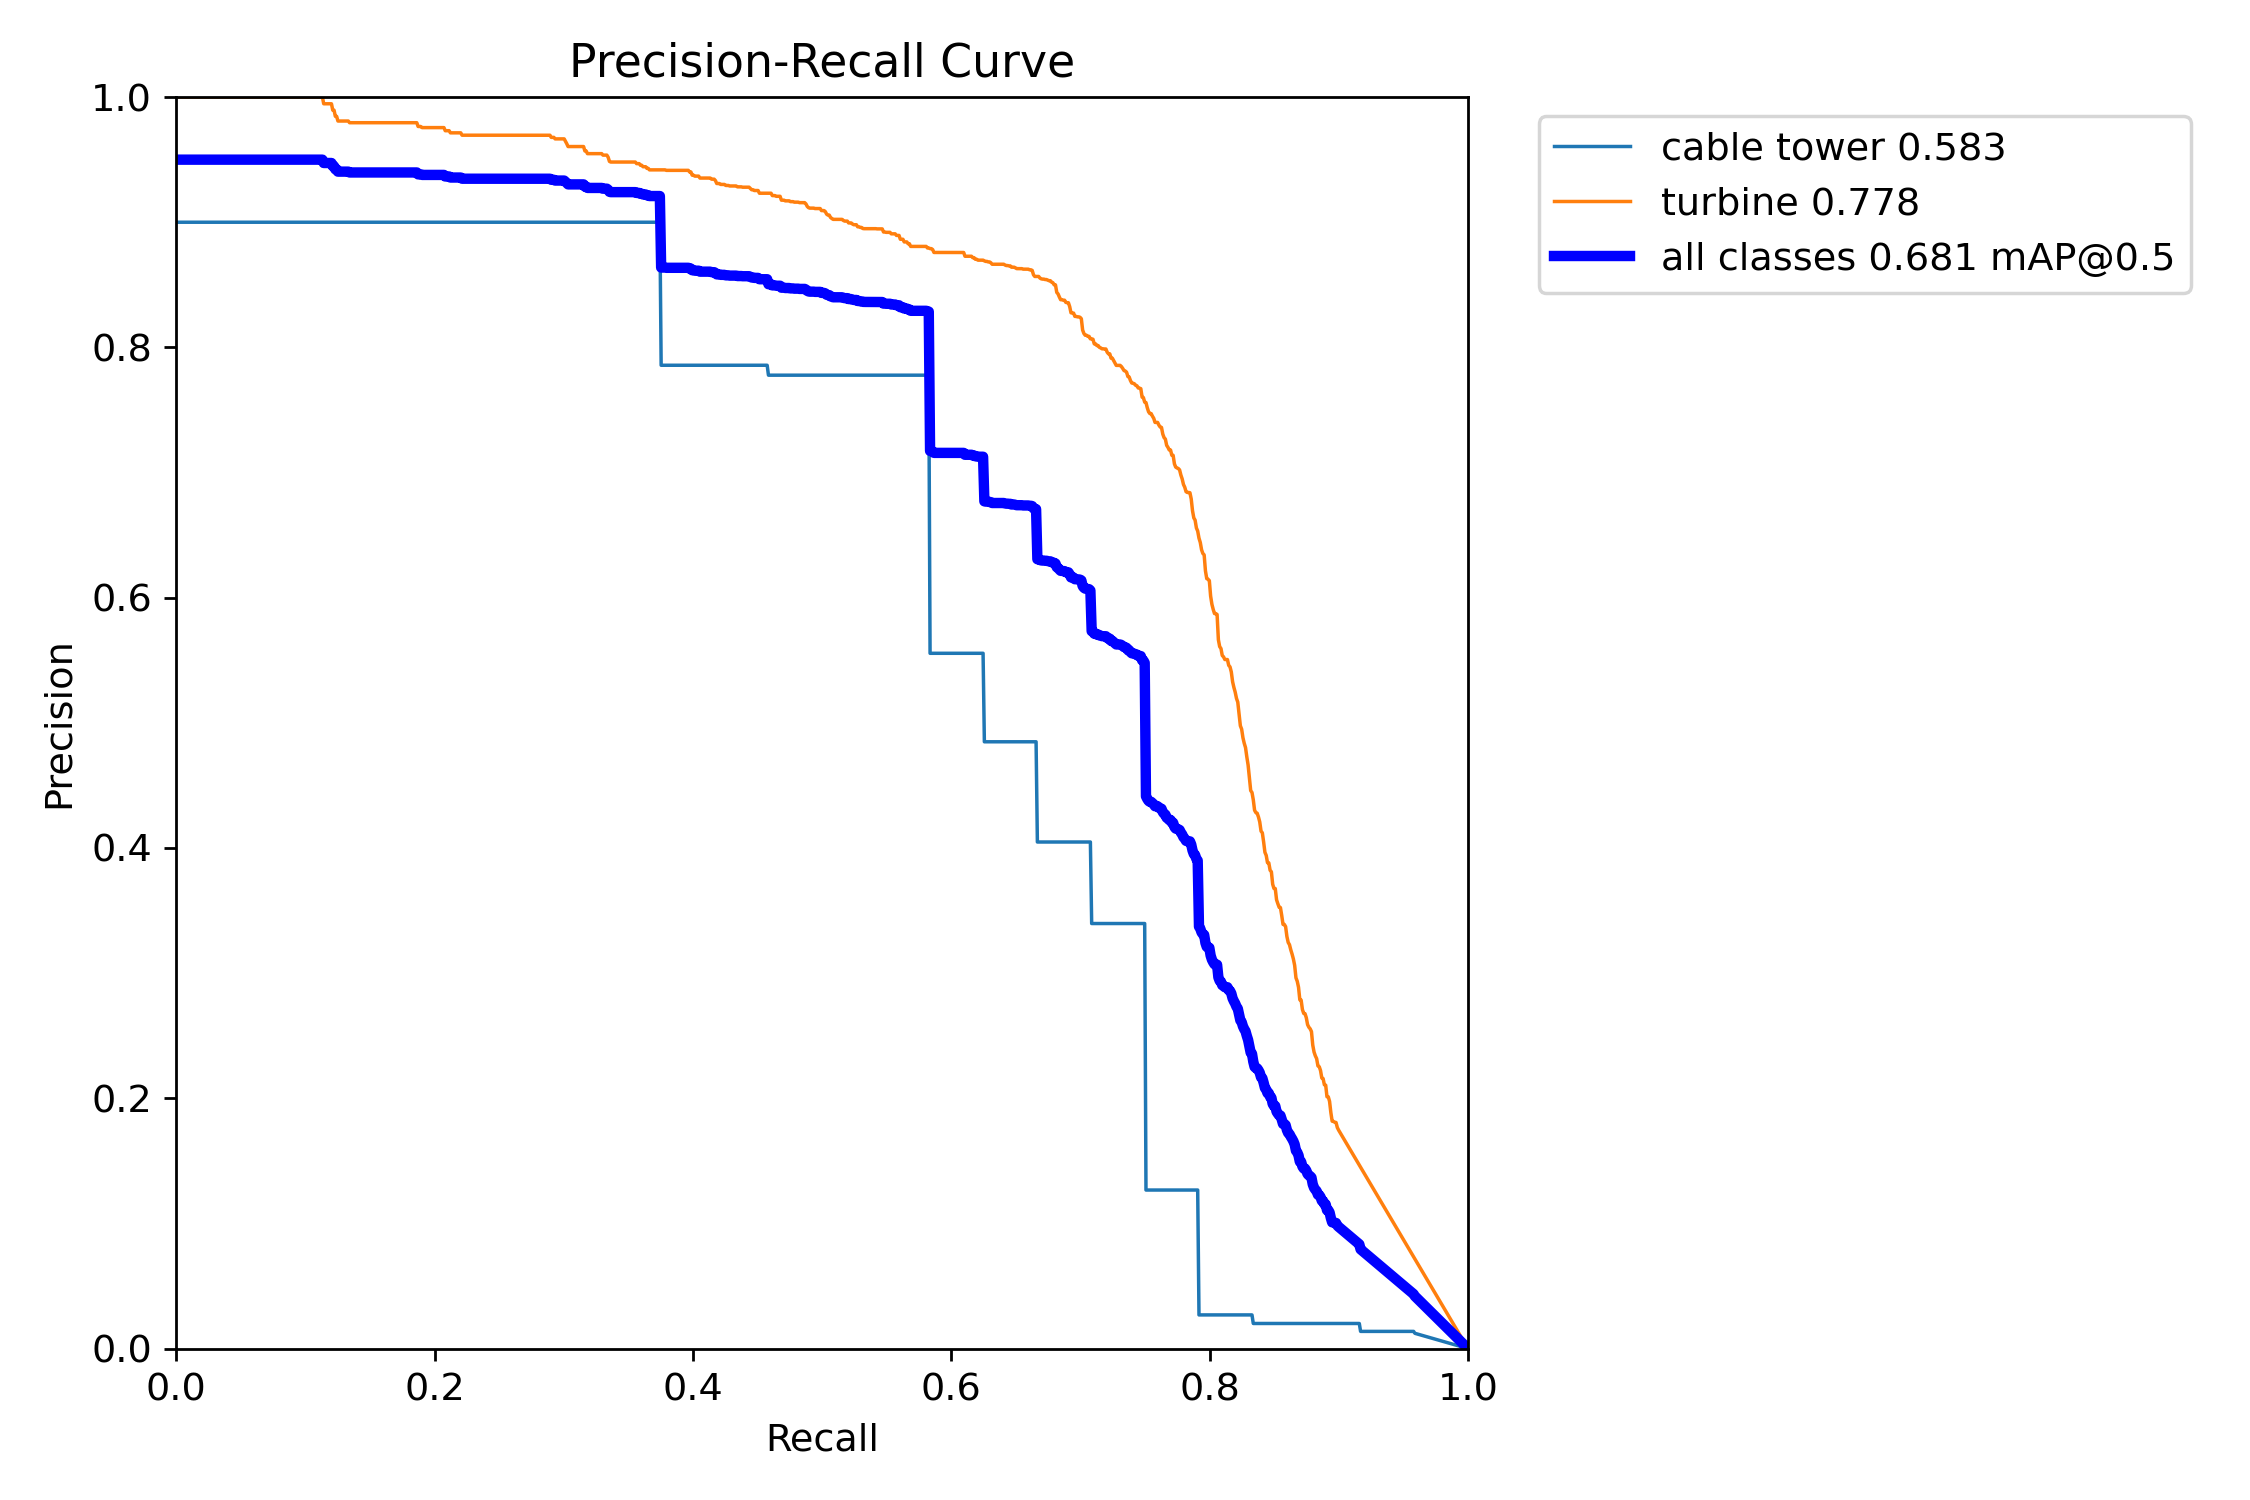 Precision-Recall Curve
1.0
0.8
0.6
0.4
0.2
0.0
Precision
0.0 0.2 0.4 0.6 0.8 1.0
Recall
cable tower 0.583
turbine 0.778
all classes 0.681 mAP@0.5